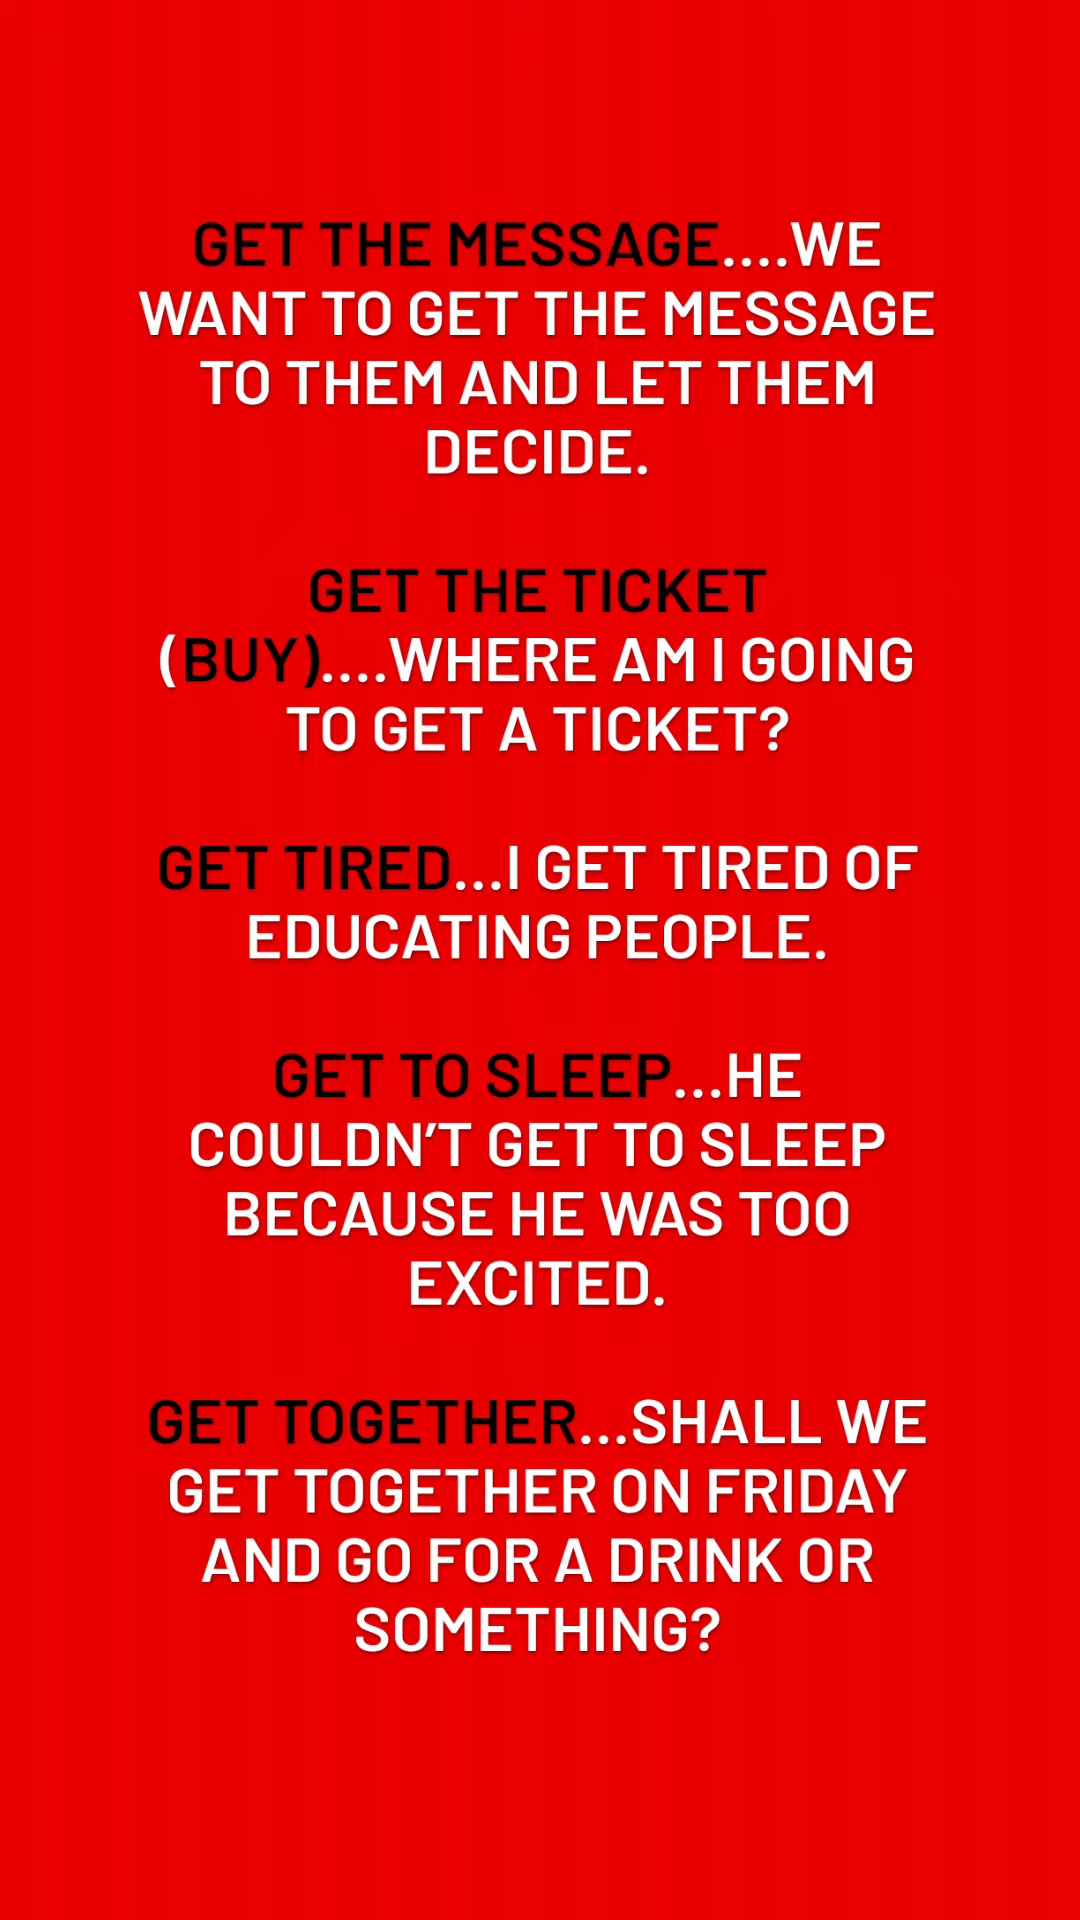 GET THE MESSAGE....WE
WANT TO GET THE MESSAGE
TO THEM AND LET THEM
DECIDE.
GET THE TICKET
(BUY)....WHERE AM I GOING
TO GET A TICKET?
GET TIRED...I GET TIRED OF
EDUCATING PEOPLE.
GET TO SLEEP...HE
COULDN’T GET TO SLEEP
BECAUSE HE WAS TOO
EXCITED.
GET TOGETHER...SHALL WE
GET TOGETHER ON FRIDAY
AND GO FOR A DRINK OR
SOMETHING?